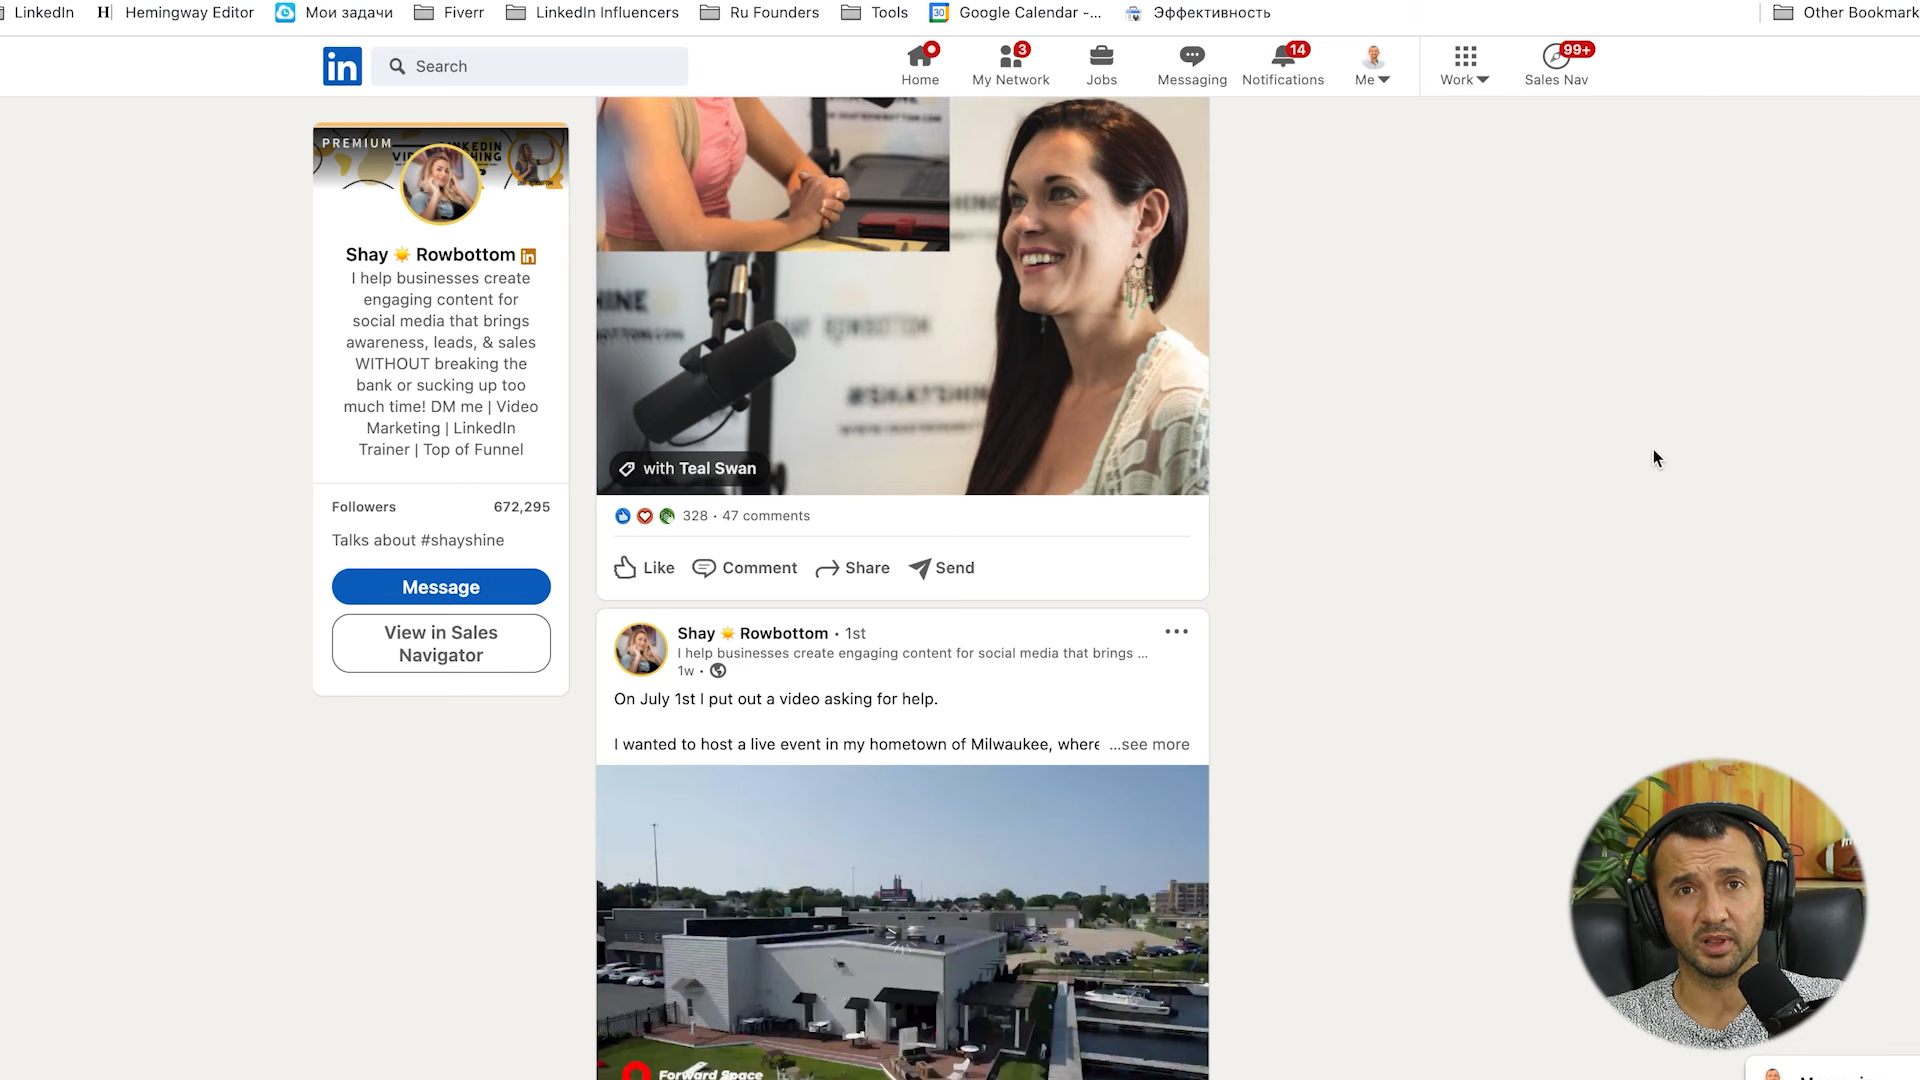 LinkedIn
H Hemingway Editor
Мои задачи
Fiverr
LinkedIn Influencers
Ru Founders
Tools
30 Google Calendar -...
Эффективность
Other Bookmark
in
Search
Home
3
My Network
Jobs
Messaging
14
Notifications
Me
Work
99+
Sales Nav
PREMIUM
Shay Rowbottom in
I help businesses create
engaging content for
social media that brings
awareness, leads, & sales
WITHOUT breaking the
bank or sucking up too
much time! DM me | Video
Marketing | LinkedIn
Trainer | Top of Funnel
Followers 672,295
Talks about #shayshine
Message
View in Sales
Navigator
#SHAYSHIN
with Teal Swan
328 · 47 comments
Like
Comment
Share
Send
Shay Rowbottom · 1st
I help businesses create engaging content for social media that brings ...
1w ·
On July 1st I put out a video asking for help.
I wanted to host a live event in my hometown of Milwaukee, where ...see more
Forward Space